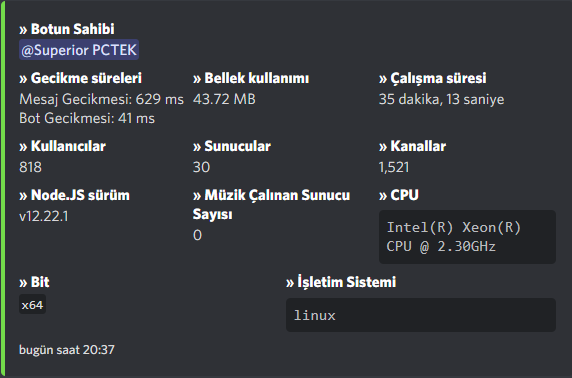 » Botun Sahibi
@Superior PCTEK
» Gecikme süreleri
Mesaj Gecikmesi: 629 ms
Bot Gecikmesi: 41 ms
» Bellek kullanımı
43.72 MB
» Çalışma süresi
35 dakika, 13 saniye
» Kullanıcılar
818
» Sunucular
30
» Kanallar
1,521
» Node.JS sürüm
v12.22.1
» Müzik Çalınan Sunucu
Sayısı
0
» CPU
Intel(R) Xeon(R)
CPU @ 2.30GHz
» Bit
x64
» İşletim Sistemi
linux
bugün saat 20:37